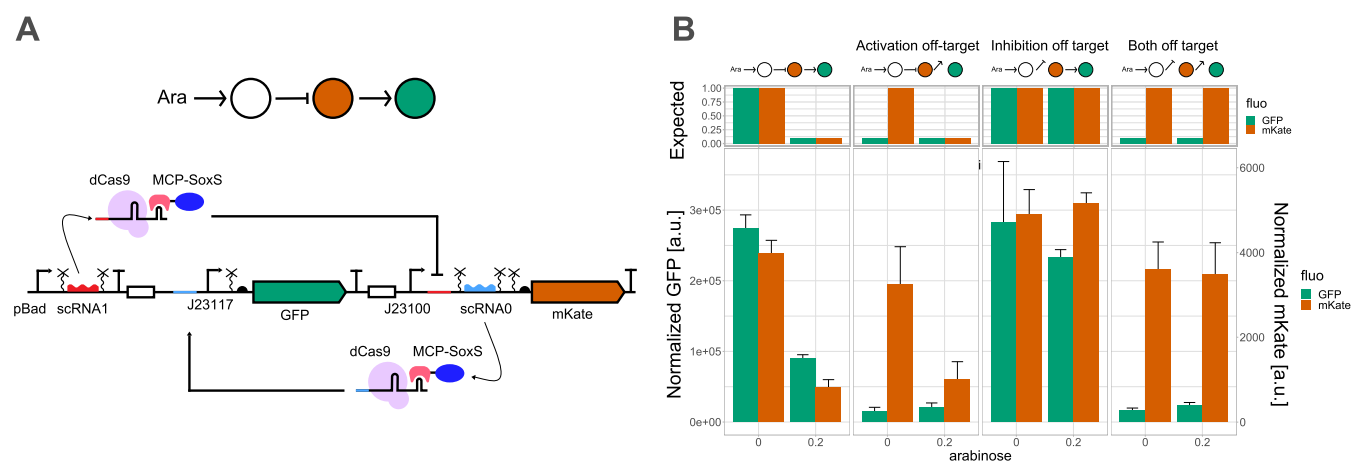 A
Ara
dCas9
MCP-SoxS
pBad
scRNA1
J23117
GFP
J23100
scRNA0
mKate
dCas9
MCP-SoxS
B
Activation off-target
Inhibition off target
Both off target
Ara
Ara
Ara
Ara
Expected
1.00
0.75
0.50
0.25
0.00
fluo
GFP
mKate
Normalized GFP [a.u.]
3e+05
2e+05
1e+05
0e+00
6000
4000
2000
0
Normalized mKate [a.u.]
fluo
GFP
mKate
0
0.2
0
0.2
0
0.2
0
0.2
arabinose